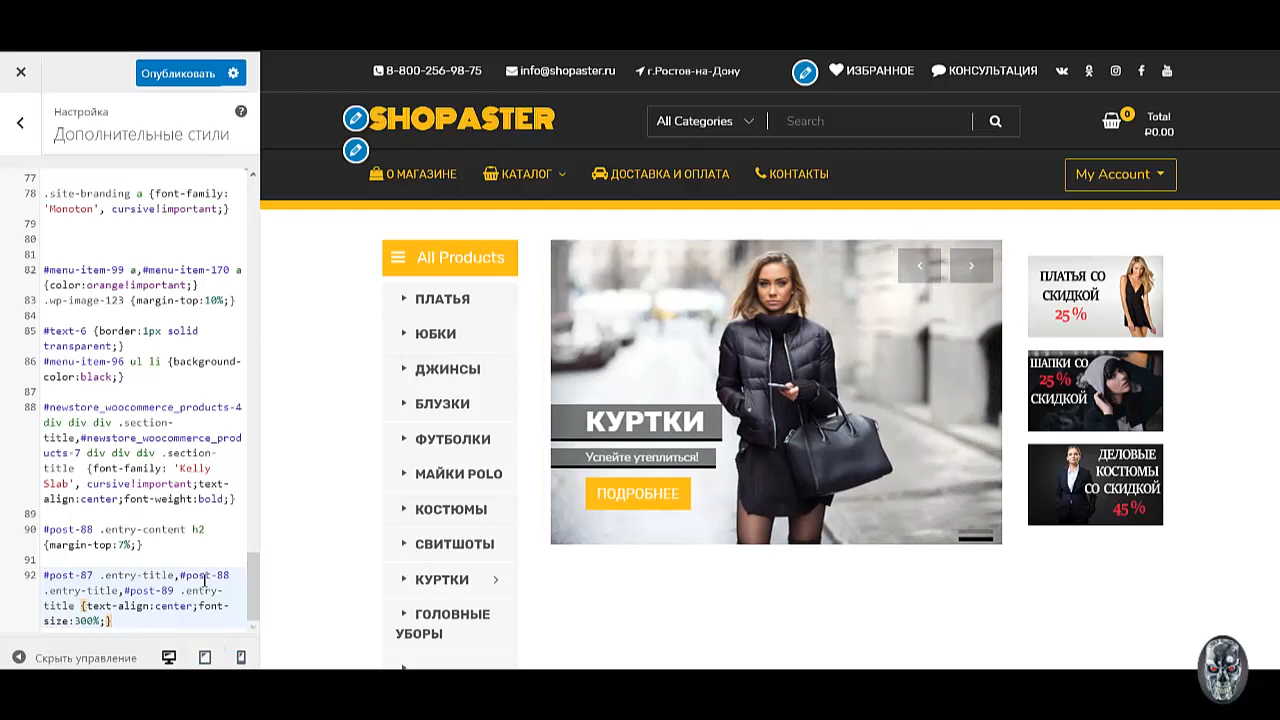 Опубликовать
Настройка
Дополнительные стили
77
78 .site-branding a {font-family:
'Monoton', cursive!important;}
79
80
81
82 #menu-item-99 a,#menu-item-170 a
{color:orange!important;}
83 .wp-image-123 {margin-top:10%;}
84
85 #text-6 {border:1px solid
transparent;}
86 #menu-item-96 ul li {background-
color:black;}
87
88 #newstore_woocommerce_products-4
div div div .section-
title,#newstore_woocommerce_prod
ucts-7 div div div .section-
title {font-family: 'Kelly
Slab', cursive!important;text-
align:center;font-weight:bold;}
89
90 #post-88 .entry-content h2
{margin-top:7%;}
91
92 #post-87 .entry-title,#post-88
.entry-title,#post-89 .entry-
title {text-align:center;font-
size:300%;}
Скрыть управление
8-800-256-98-75 info@shopaster.ru г.Ростов-на-Дону ИЗБРАННОЕ КОНСУЛЬТАЦИЯ
SHOPASTER All Categories Search 0 Total
₽0.00
О МАГАЗИНЕ КАТАЛОГ ДОСТАВКА И ОПЛАТА КОНТАКТЫ My Account
All Products
ПЛАТЬЯ
ЮБКИ
ДЖИНСЫ
БЛУЗКИ
ФУТБОЛКИ
МАЙКИ POLO
КОСТЮМЫ
СВИТШОТЫ
КУРТКИ
ГОЛОВНЫЕ
УБОРЫ
КУРТКИ
Успейте утеплиться!
ПОДРОБНЕЕ
ПЛАТЬЯ СО
СКИДКОЙ
25 %
ШАПКИ СО
25 %
СКИДКОЙ
ДЕЛОВЫЕ
КОСТЮМЫ
СО СКИДКОЙ
45 %